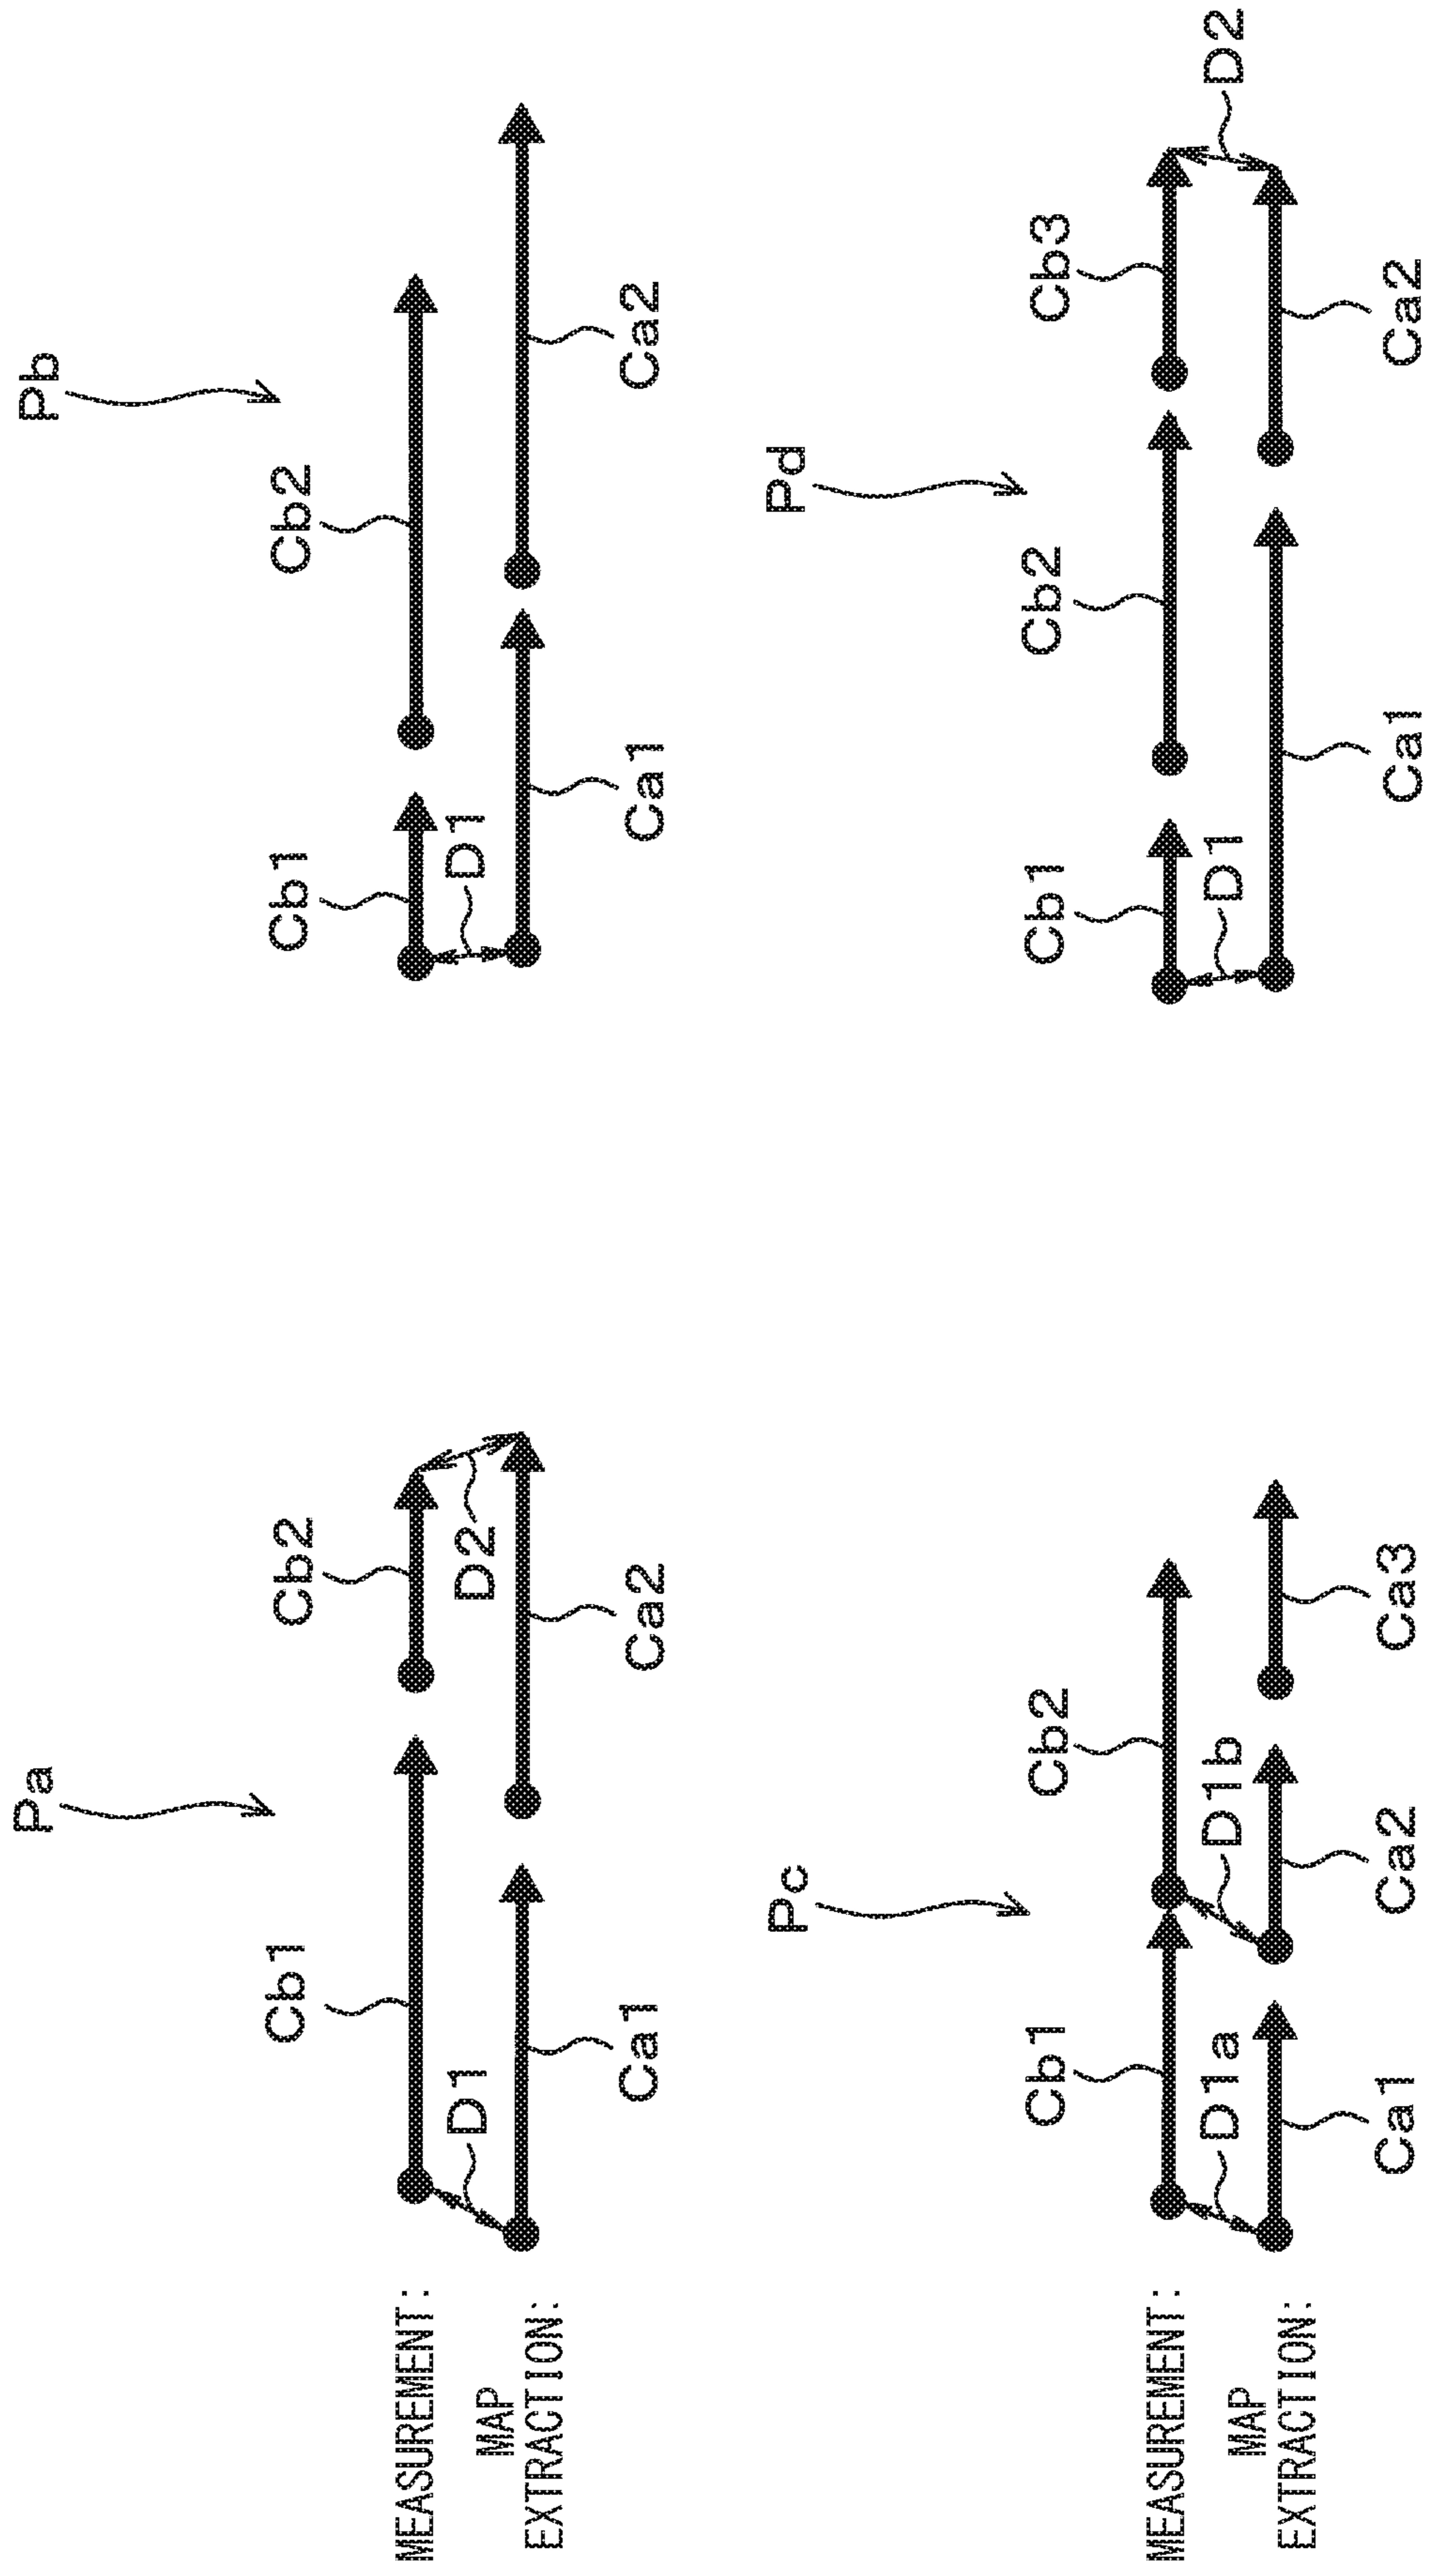 Pa
Cb1
Cb2
MEASUREMENT:
D1
D2
MAP
EXTRACTION:
Ca1
Ca2
Pb
Cb1
Cb2
D1
Ca1
Ca2
Pc
Cb1
Cb2
MEASUREMENT:
D1a
D1b
MAP
EXTRACTION:
Ca1
Ca2
Ca3
Pd
Cb1
Cb2
Cb3
D1
D2
Ca1
Ca2